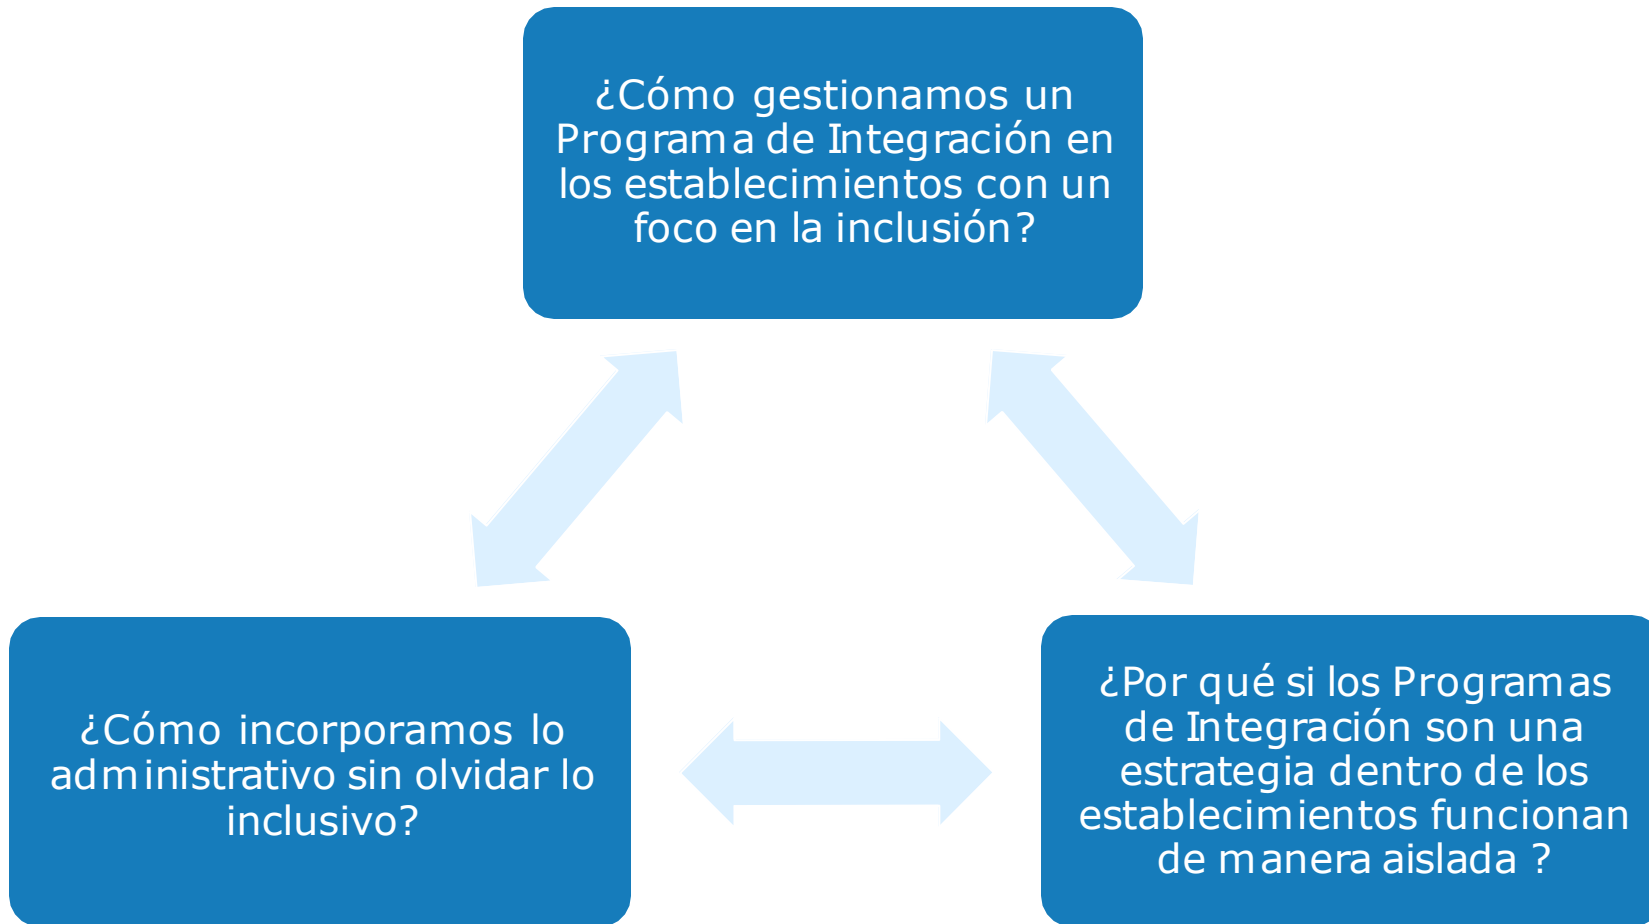 ¿Cómo gestionamos un
Programa de Integración en
los establecimientos con un
foco en la inclusión?
¿Cómo incorporamos lo
administrativo sin olvidar lo
inclusivo?
¿Por qué si los Programas
de Integración son una
estrategia dentro de los
establecimientos funcionan
de manera aislada ?